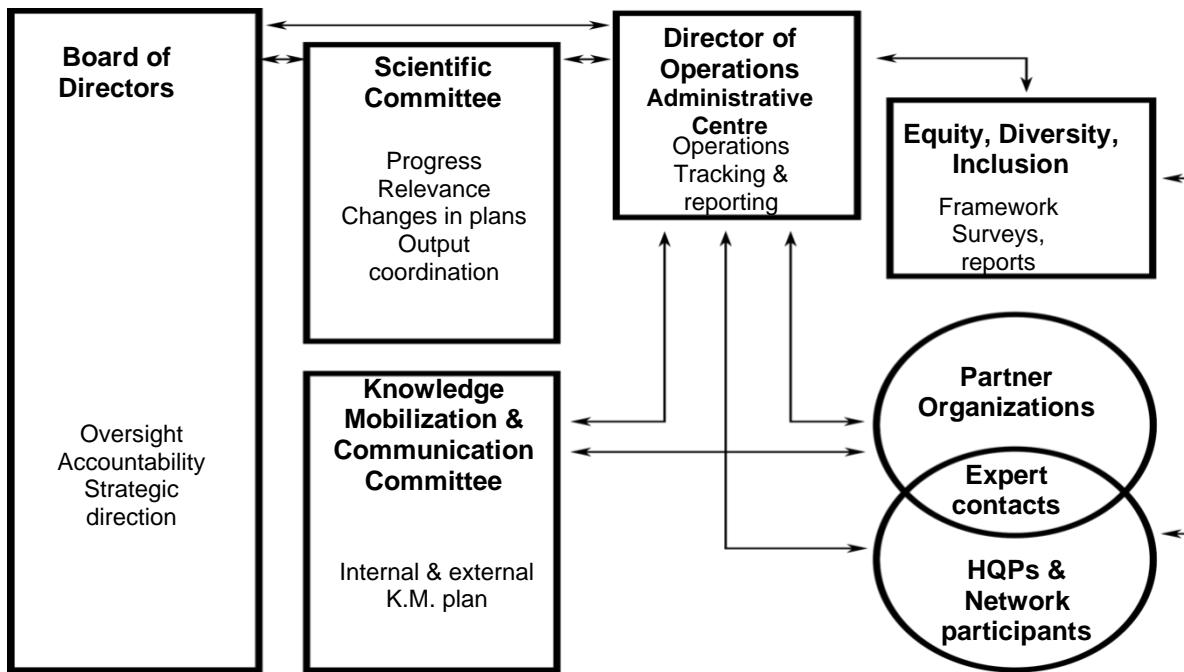 Board of
Directors
Oversight
Accountability
Strategic
direction
Scientific
Committee
Progress
Relevance
Changes in plans
Output
coordination
Knowledge
Mobilization &
Communication
Committee
Internal & external
K.M. plan
Director of
Operations
Administrative
Centre
Operations
Tracking &
reporting
Equity, Diversity,
Inclusion
Framework
Surveys,
reports
Partner
Organizations
Expert
contacts
HQPs &
Network
participants